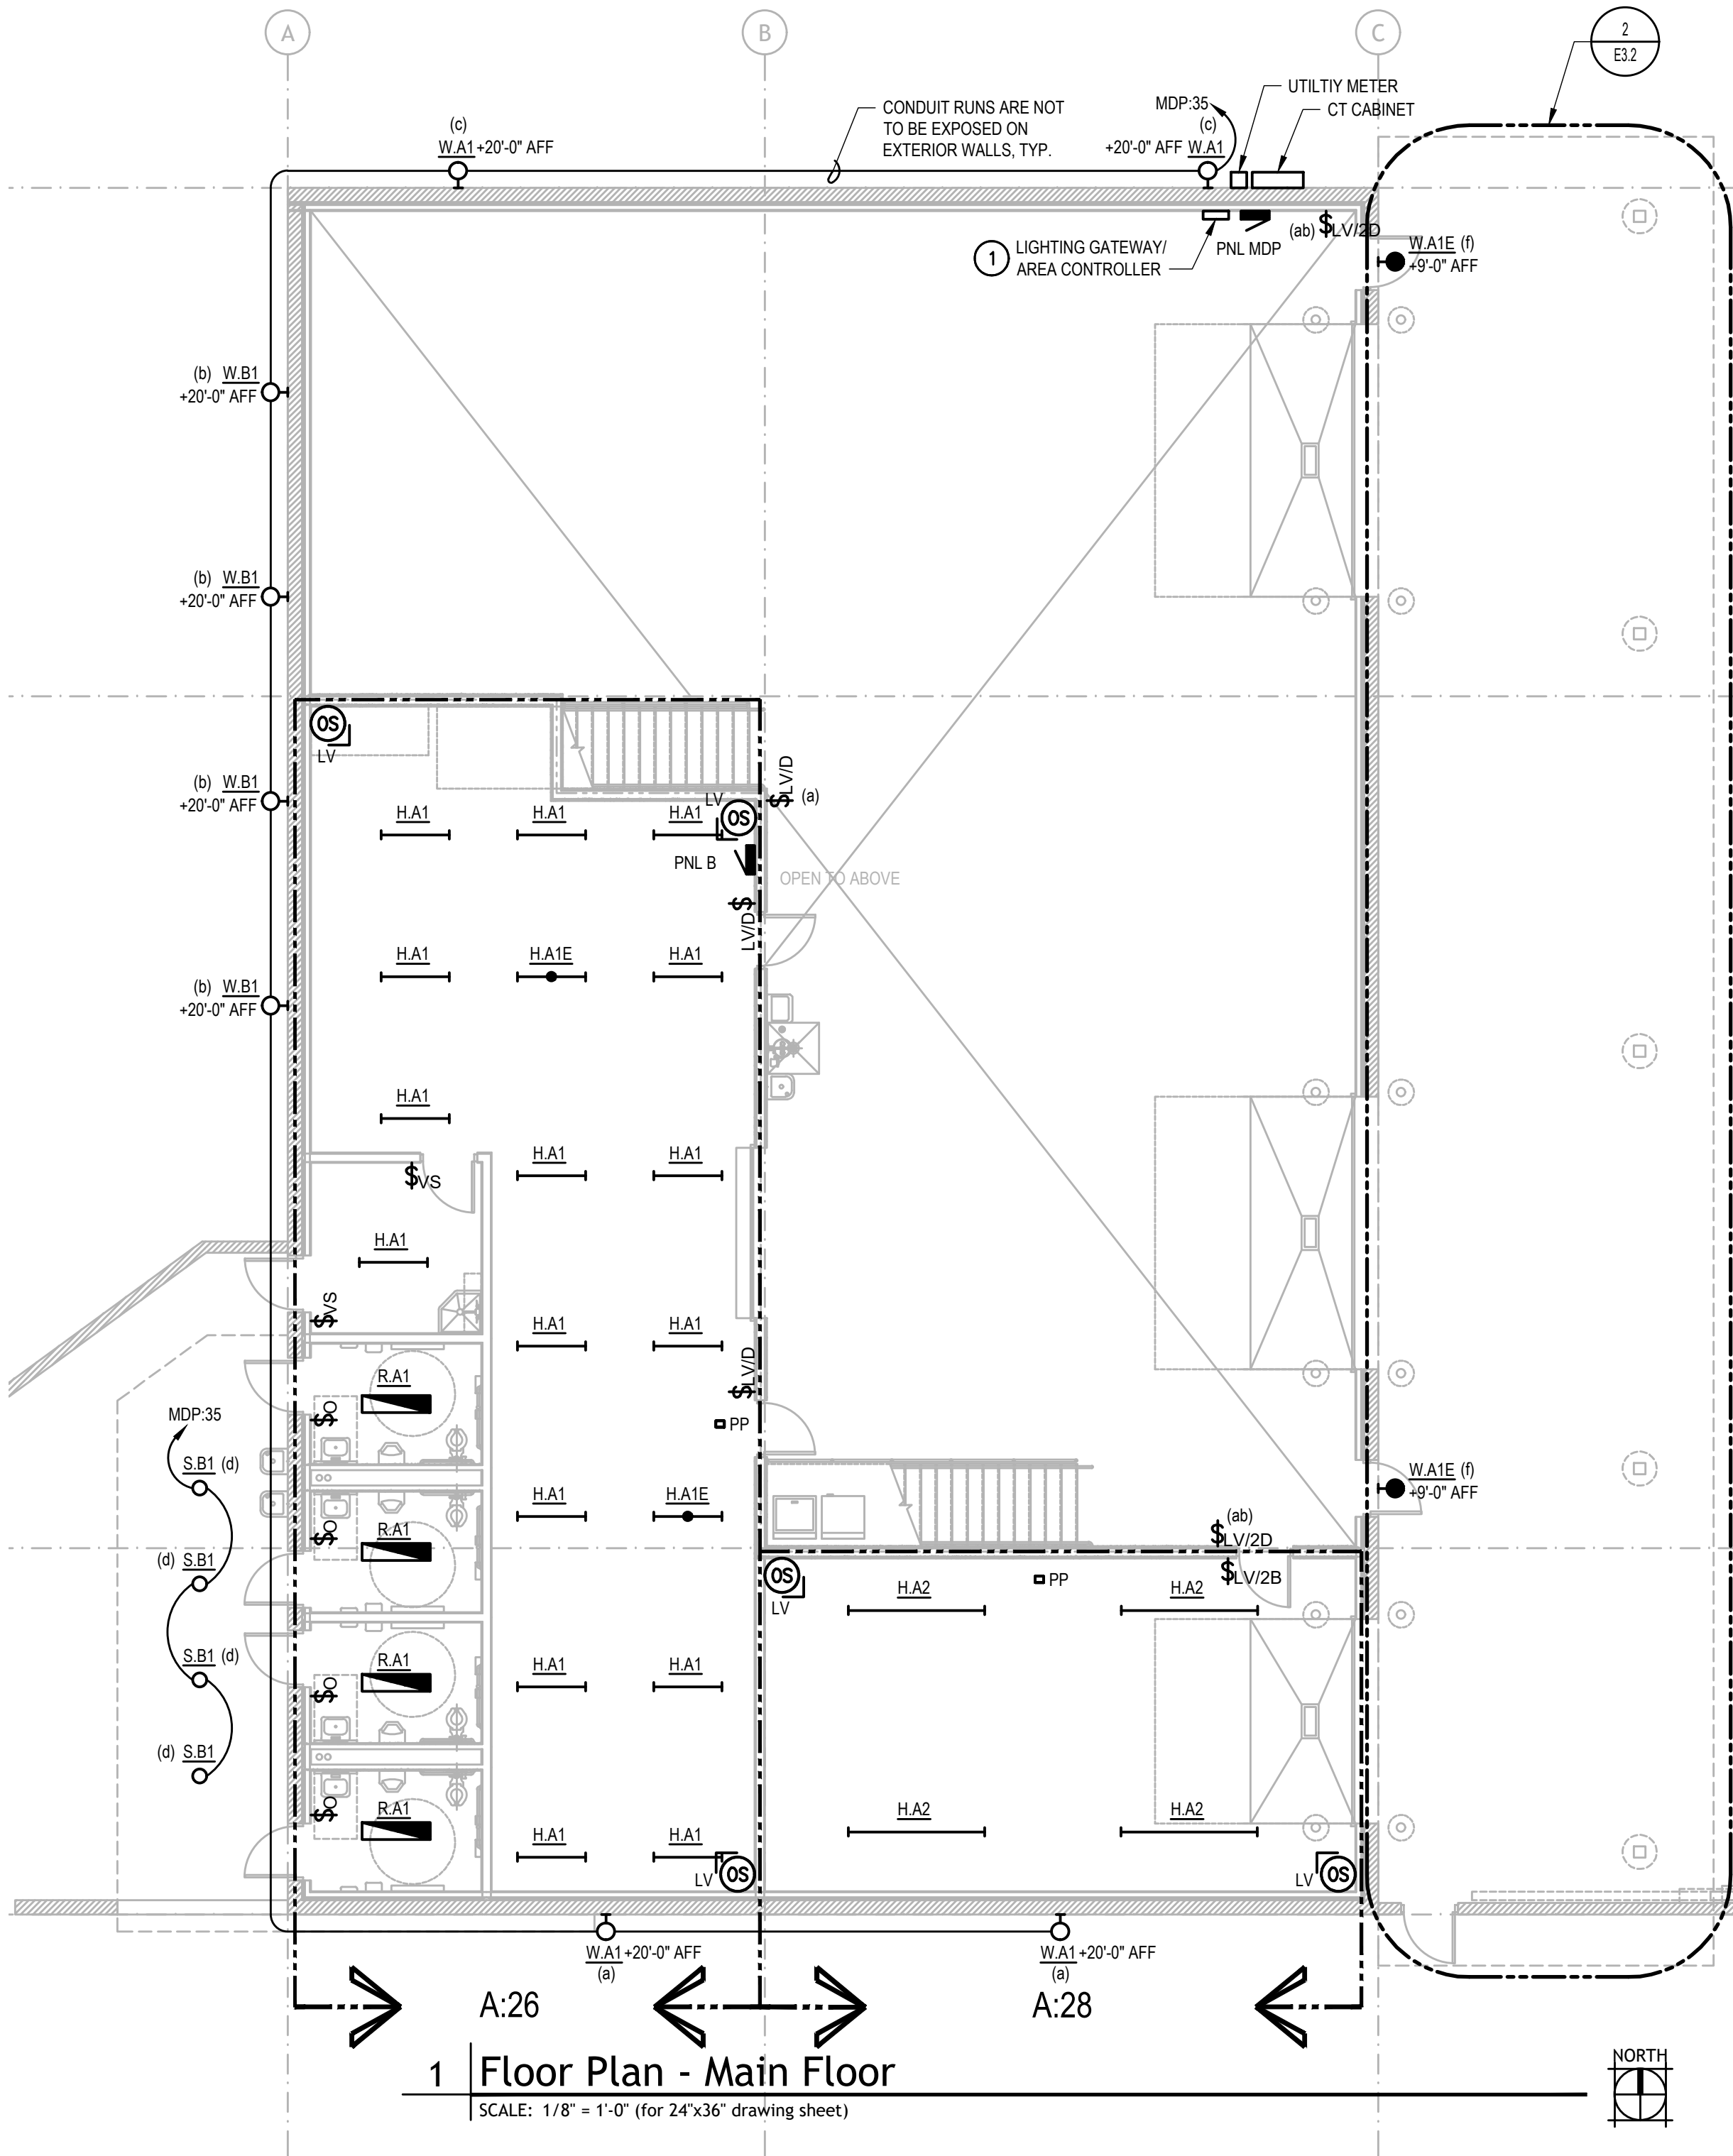 A
B
C
2
E3.2
UTILTIY METER
CT CABINET
CONDUIT RUNS ARE NOT
TO BE EXPOSED ON
EXTERIOR WALLS, TYP.
MDP:35
(c)
W.A1 +20'-0" AFF
(c)
+20'-0" AFF W.A1
1
LIGHTING GATEWAY/
AREA CONTROLLER
PNL MDP
(ab) $ LV/2D
W.A1E (f)
+9'-0" AFF
(b) W.B1
+20'-0" AFF
(b) W.B1
+20'-0" AFF
(b) W.B1
+20'-0" AFF
(b) W.B1
+20'-0" AFF
OS
LV
$ LV/D (a)
LV
OS
H.A1
H.A1
H.A1
PNL B
OPEN TO ABOVE
$ LV/D
H.A1
H.A1E
H.A1
H.A1
H.A1
H.A1
$VS
H.A1
$VS
H.A1
H.A1
$LV/D
R.A1
$O
PP
MDP:35
S.B1 (d)
H.A1
H.A1E
W.A1E (f)
+9'-0" AFF
(ab)
$LV/2D
R.A1
$O
(d) S.B1
OS
LV
PP
$LV/2B
H.A2
H.A2
S.B1 (d)
R.A1
$O
H.A1
H.A1
(d) S.B1
R.A1
$O
H.A1
H.A1
H.A2
H.A2
LV
OS
LV
OS
W.A1 +20'-0" AFF
(a)
W.A1 +20'-0" AFF
(a)
A:26
A:28
1
Floor Plan - Main Floor
SCALE: 1/8" = 1'-0" (for 24"x36" drawing sheet)
NORTH